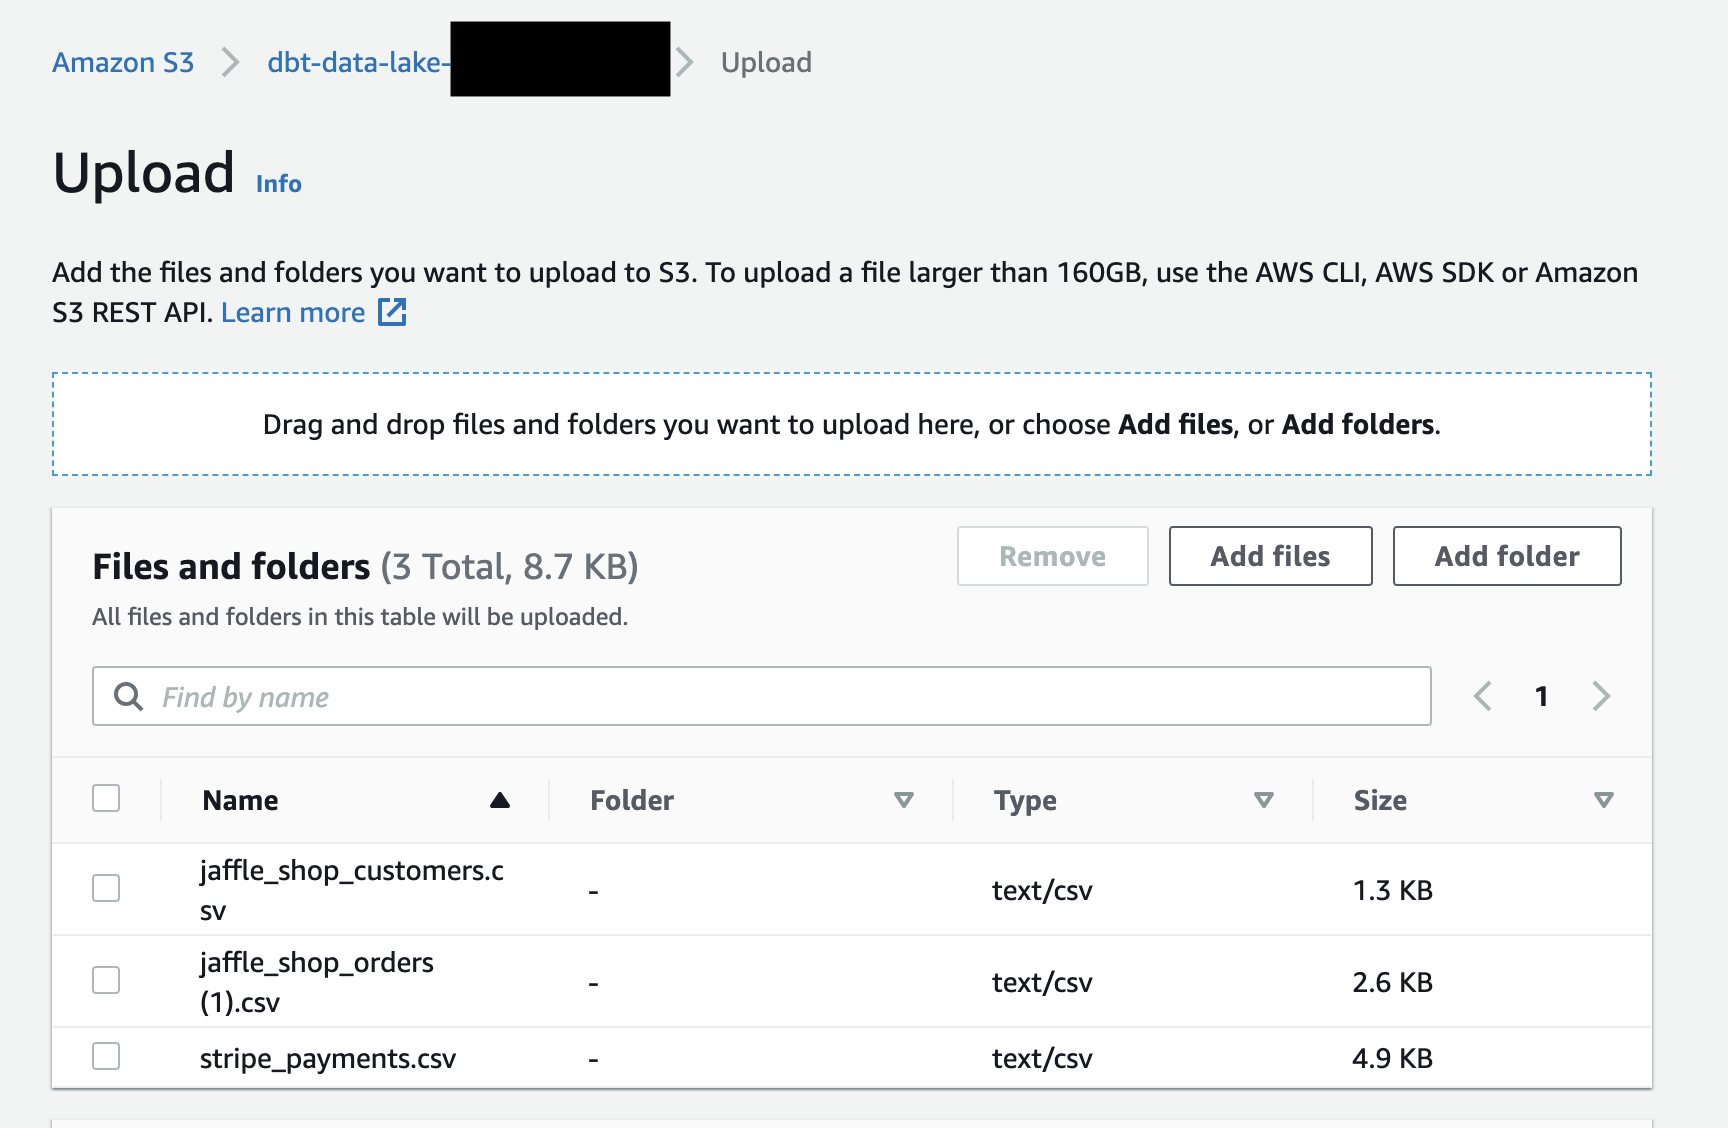 Amazon S3 > dbt-data-lake- > Upload
Upload Info
Add the files and folders you want to upload to S3. To upload a file larger than 160GB, use the AWS CLI, AWS SDK or Amazon
S3 REST API. Learn more
Drag and drop files and folders you want to upload here, or choose Add files, or Add folders.
Files and folders (3 Total, 8.7 KB)
Remove Add files Add folder
All files and folders in this table will be uploaded.
Find by name
1
Name Folder Type Size
jaffle_shop_customers.c
sv
- text/csv 1.3 KB
jaffle_shop_orders
(1).csv
- text/csv 2.6 KB
stripe_payments.csv - text/csv 4.9 KB